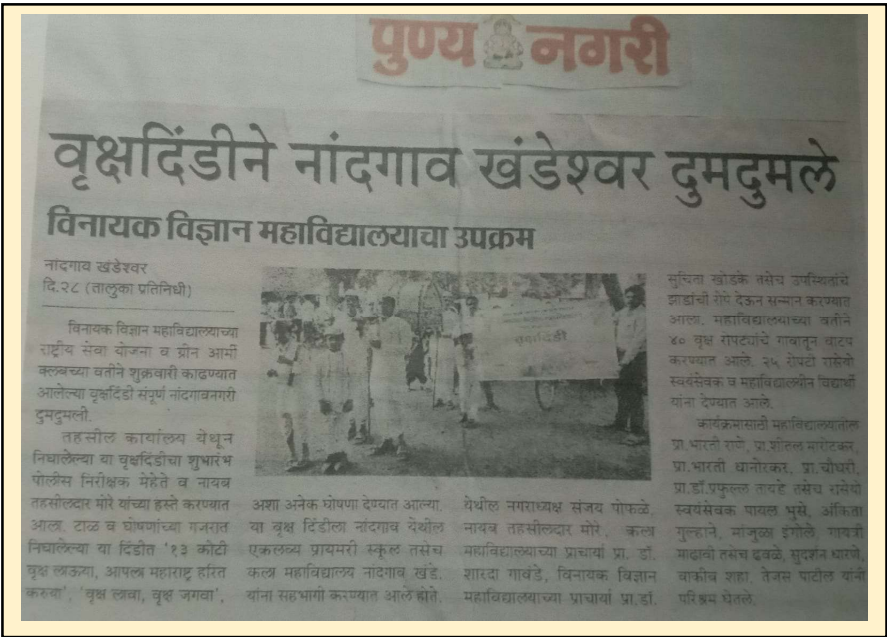 पुण्य नगरी
वृक्षदिंडीने नांदगाव खंडेश्वर दुमदुमले
विनायक विज्ञान महाविद्यालयाचा उपक्रम
नांदगाव खंडेश्वर
दि.२८ (तालुका प्रतिनिधी)
विनायक विज्ञान महाविद्यालयाच्या
राष्ट्रीय सेवा योजना व ग्रीन आर्मी
क्लबच्या वतीने शुक्रवारी काढण्यात
आलेल्या वृक्षदिंडी संपूर्ण नांदगावनगरी
दुमदुमली.
तहसील कार्यालय येथून
निघालेल्या या वृक्षदिंडीचा शुभारंभ
पोलीस निरीक्षक मेहेते व नायब
तहसीलदार मोरे यांच्या हस्ते करण्यात
आला. टाळ व घोषणांच्या गजरात
निघालेल्या या दिंडीत '१३ कोटी
वृक्ष लाऊया, आपला महाराष्ट्र हरित
करुया', 'वृक्ष लावा, वृक्ष जगवा',
वृक्षदिंडी
अशा अनेक घोषणा देण्यात आल्या.
या वृक्ष दिंडीला नांदगाव येथील
एकलव्य प्रायमरी स्कूल तसेच
कला महाविद्यालय नांदगाव खंडे.
यांना सहभागी करण्यात आले होते.
येथील नगराध्यक्ष संजय पोफळे,
नायब तहसीलदार मोरे, कला
महाविद्यालयाच्या प्राचार्या प्रा. डॉ.
शारदा गावंडे, विनायक विज्ञान
महाविद्यालयाच्या प्राचार्या प्रा.डॉ.
सुचिता खोडके तसेच उपस्थितांचे
झाडांची रोपे देऊन सन्मान करण्यात
आला. महाविद्यालयाच्या वतीने
४० वृक्ष रोपट्यांचे गावातून वाटप
करण्यात आले. २५ रोपटी रासेयो
स्वयंसेवक व महाविद्यालयीन विद्यार्थी
यांना देण्यात आले.
कार्यक्रमासाठी महाविद्यालयातील
प्रा.भारती राणे, प्रा.शीतल मारोटकर,
प्रा.भारती धानोरकर, प्रा.चौधरी,
प्रा.डॉ.प्रफुल्ल तायडे तसेच रासेयो
स्वयंसेवक पायल भुसे, अंकिता
गुल्हाने, मांजुळा इंगोले, गायत्री
माढावी तसेच ढवळे, सुदर्शन धारणे,
वाकीब शहा, तेजस पाटील यांनी
परिश्रम घेतले.